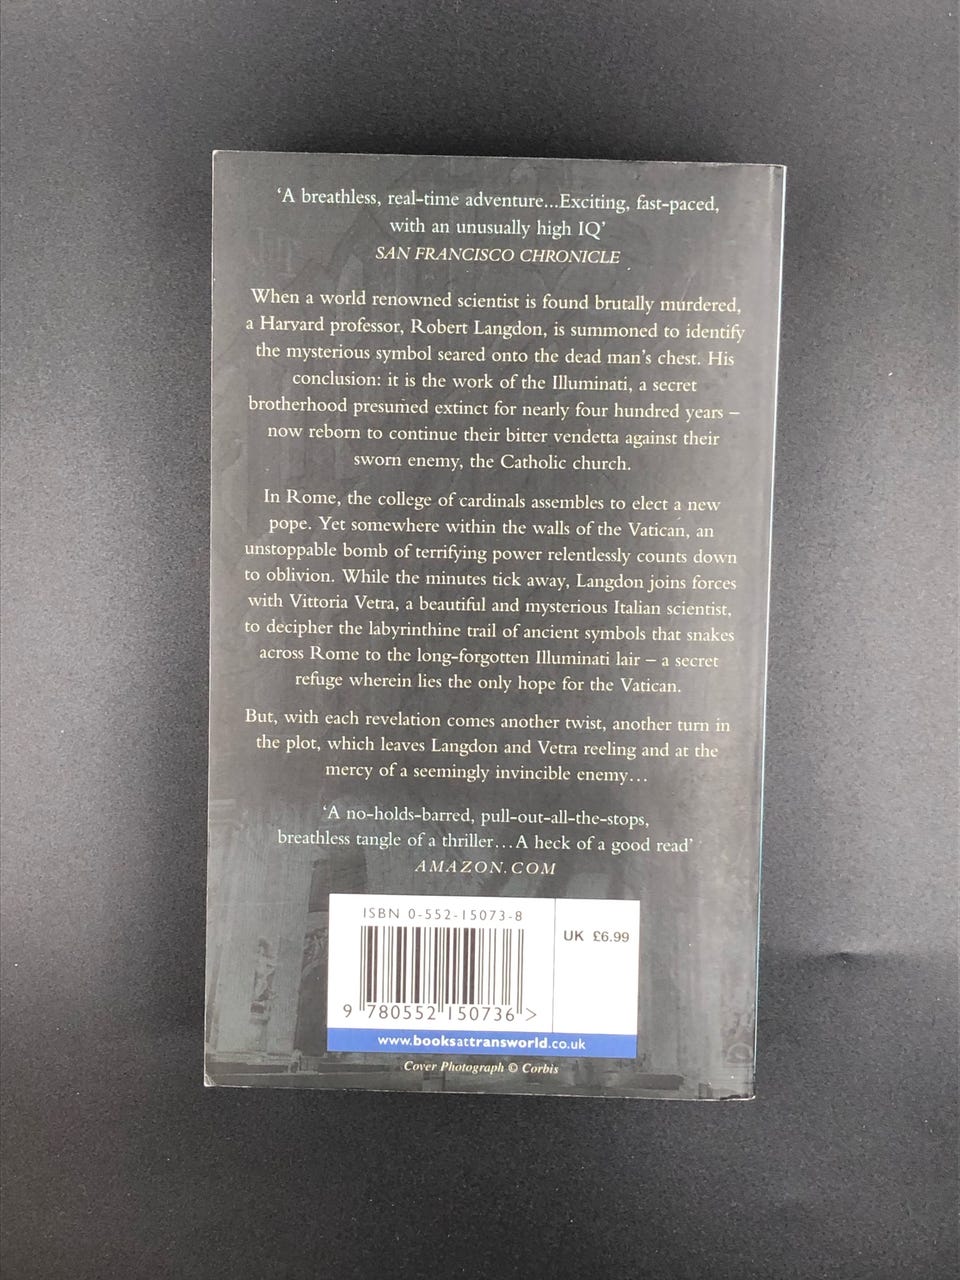 ‘A breathless, real-time adventure...Exciting, fast-paced,
with an unusually high IQ’
SAN FRANCISCO CHRONICLE
When a world renowned scientist is found brutally murdered,
a Harvard professor, Robert Langdon, is summoned to identify
the mysterious symbol seared onto the dead man’s chest. His
conclusion: it is the work of the Illuminati, a secret
brotherhood presumed extinct for nearly four hundred years –
now reborn to continue their bitter vendetta against their
sworn enemy, the Catholic church.
In Rome, the college of cardinals assembles to elect a new
pope. Yet somewhere within the walls of the Vatican, an
unstoppable bomb of terrifying power relentlessly counts down
to oblivion. While the minutes tick away, Langdon joins forces
with Vittoria Vetra, a beautiful and mysterious Italian scientist,
to decipher the labyrinthine trail of ancient symbols that snakes
across Rome to the long-forgotten Illuminati lair – a secret
refuge wherein lies the only hope for the Vatican.
But, with each revelation comes another twist, another turn in
the plot, which leaves Langdon and Vetra reeling and at the
mercy of a seemingly invincible enemy...
‘A no-holds-barred, pull-out-all-the-stops,
breathless tangle of a thriller...A heck of a good read’
AMAZON.COM
ISBN 0-552-15073-8
UK £6.99
9 780552 150736 >
www.booksattransworld.co.uk
Cover Photograph © Corbis